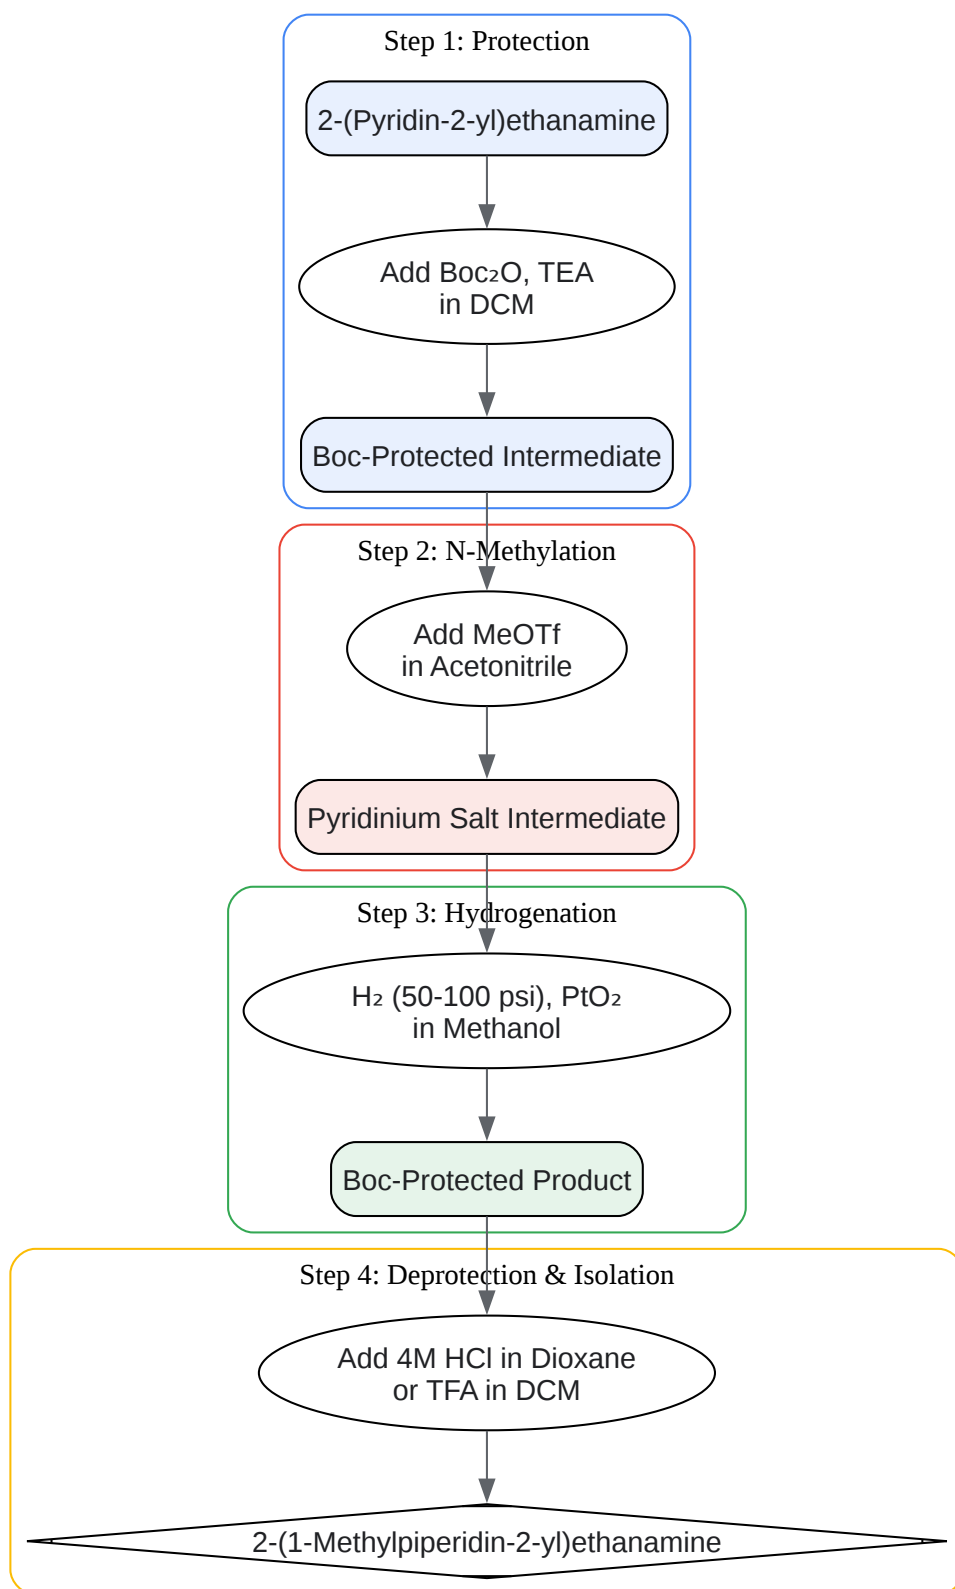 Step 1: Protection
2-(Pyridin-2-yl)ethanamine
Add Boc₂O, TEA
in DCM
Boc-Protected Intermediate
Step 2: N-Methylation
Add MeOTf
in Acetonitrile
Pyridinium Salt Intermediate
Step 3: Hydrogenation
H₂ (50-100 psi), PtO₂
in Methanol
Boc-Protected Product
Step 4: Deprotection & Isolation
Add 4M HCl in Dioxane
or TFA in DCM
2-(1-Methylpiperidin-2-yl)ethanamine